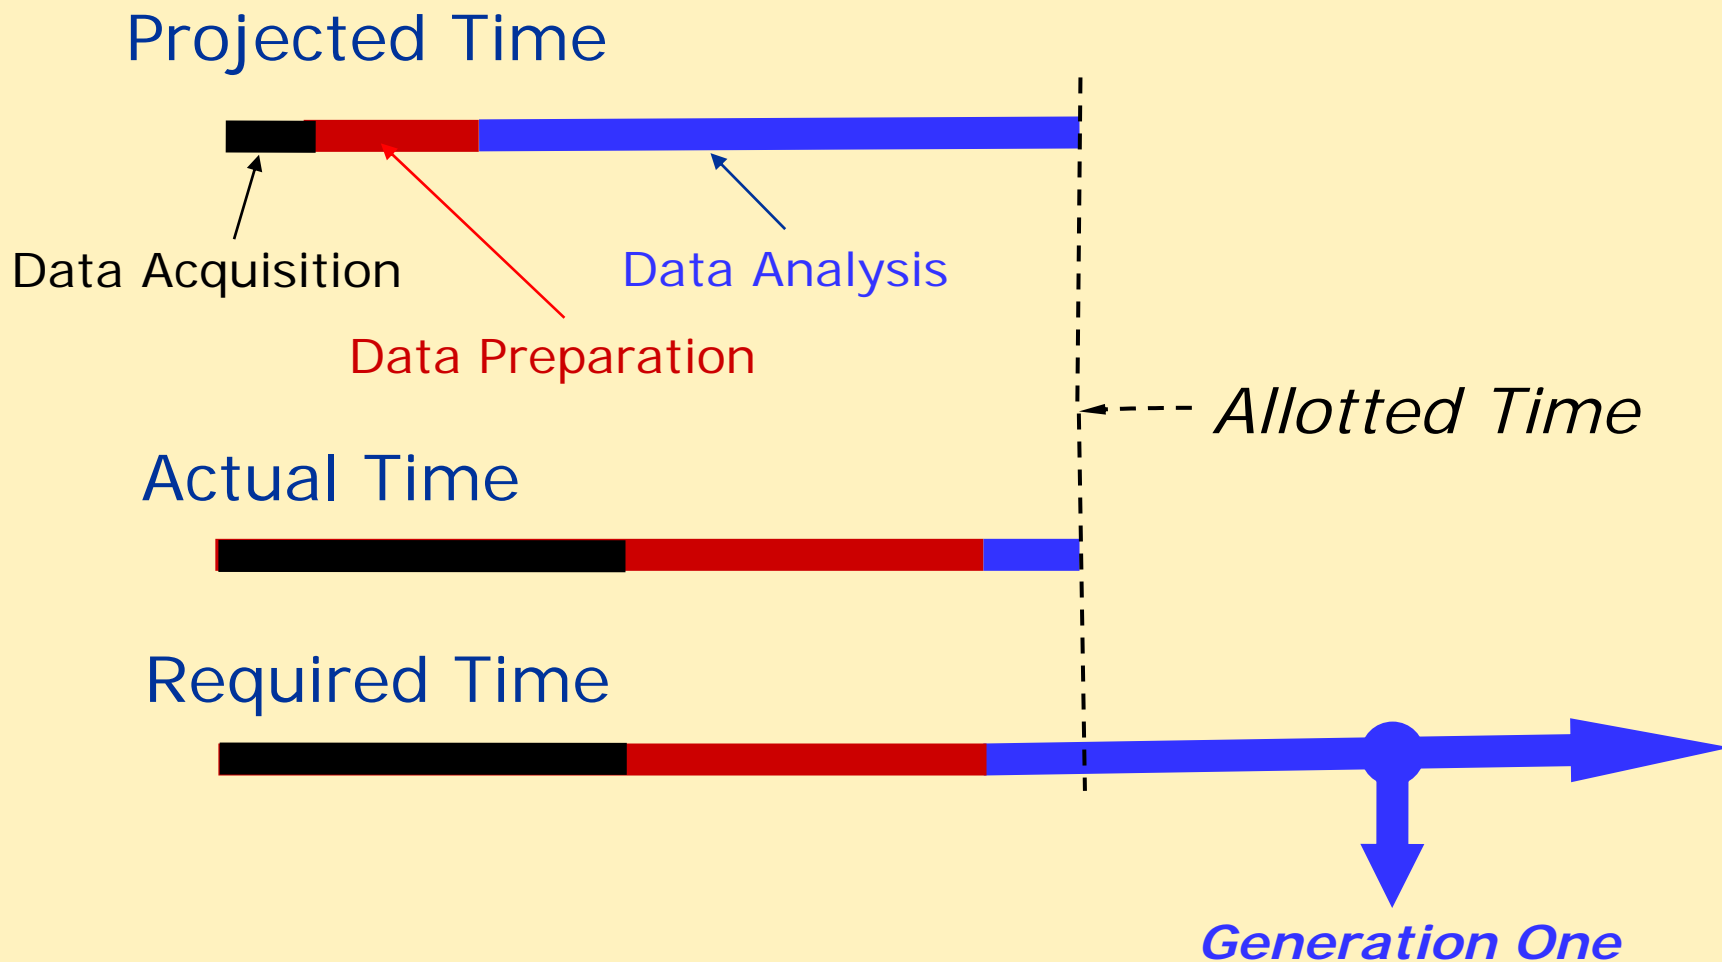 Projected Time
Data Acquisition
Data Analysis
Data Preparation
Allotted Time
Actual Time
Required Time
Generation One